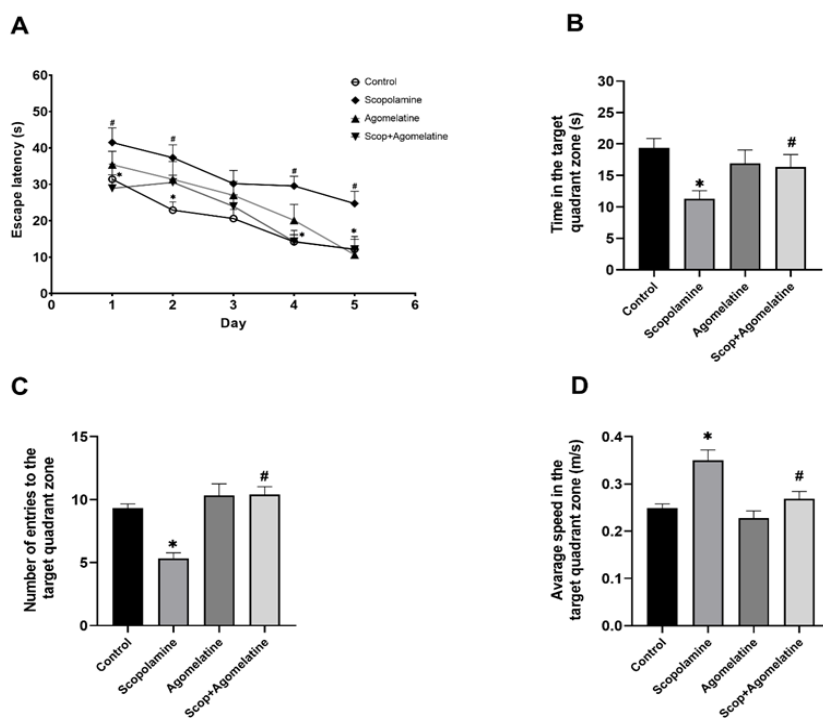 A
Escape latency (s)
60
50
40
30
20
10
0
#
#
#
#
*
*
*
*
0
1
2
3
4
5
6
Day
Control
Scopolamine
Agomelatine
Scop+Agomelatine
B
Time in the target
quadrant zone (s)
30
25
20
15
10
5
0
*
#
Control
Scopolamine
Agomelatine
Scop+Agomelatine
C
Number of entries to the
target quadrant zone
15
10
5
0
*
#
Control
Scopolamine
Agomelatine
Scop+Agomelatine
D
Avarage speed in the
target quadrant zone (m/s)
0.4
0.3
0.2
0.1
0.0
*
#
Control
Scopolamine
Agomelatine
Scop+Agomelatine